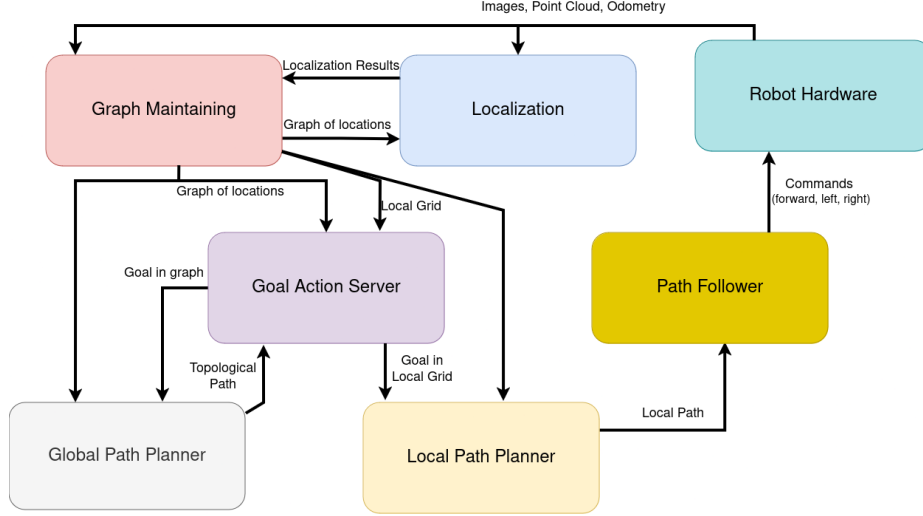 Images, Point Cloud, Odometry
Graph Maintaining
Localization Results
Localization
Robot Hardware
Graph of locations
Graph of locations
Local Grid
Commands
(forward, left, right)
Goal in graph
Goal Action Server
Path Follower
Topological
Path
Goal in
Local Grid
Local Path
Global Path Planner
Local Path Planner